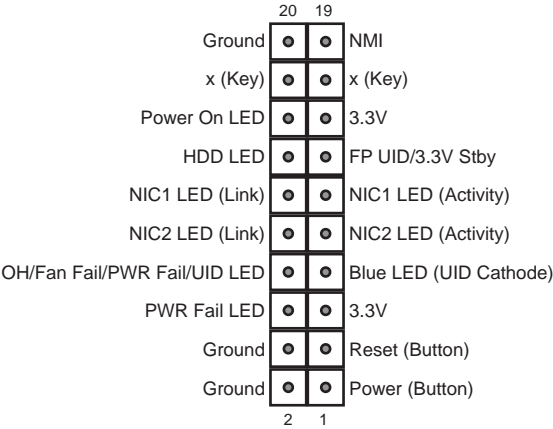 20 19
Ground NMI
x (Key) x (Key)
Power On LED 3.3V
HDD LED FP UID/3.3V Stby
NIC1 LED (Link) NIC1 LED (Activity)
NIC2 LED (Link) NIC2 LED (Activity)
OH/Fan Fail/PWR Fail/UID LED Blue LED (UID Cathode)
PWR Fail LED 3.3V
Ground Reset (Button)
Ground Power (Button)
2 1